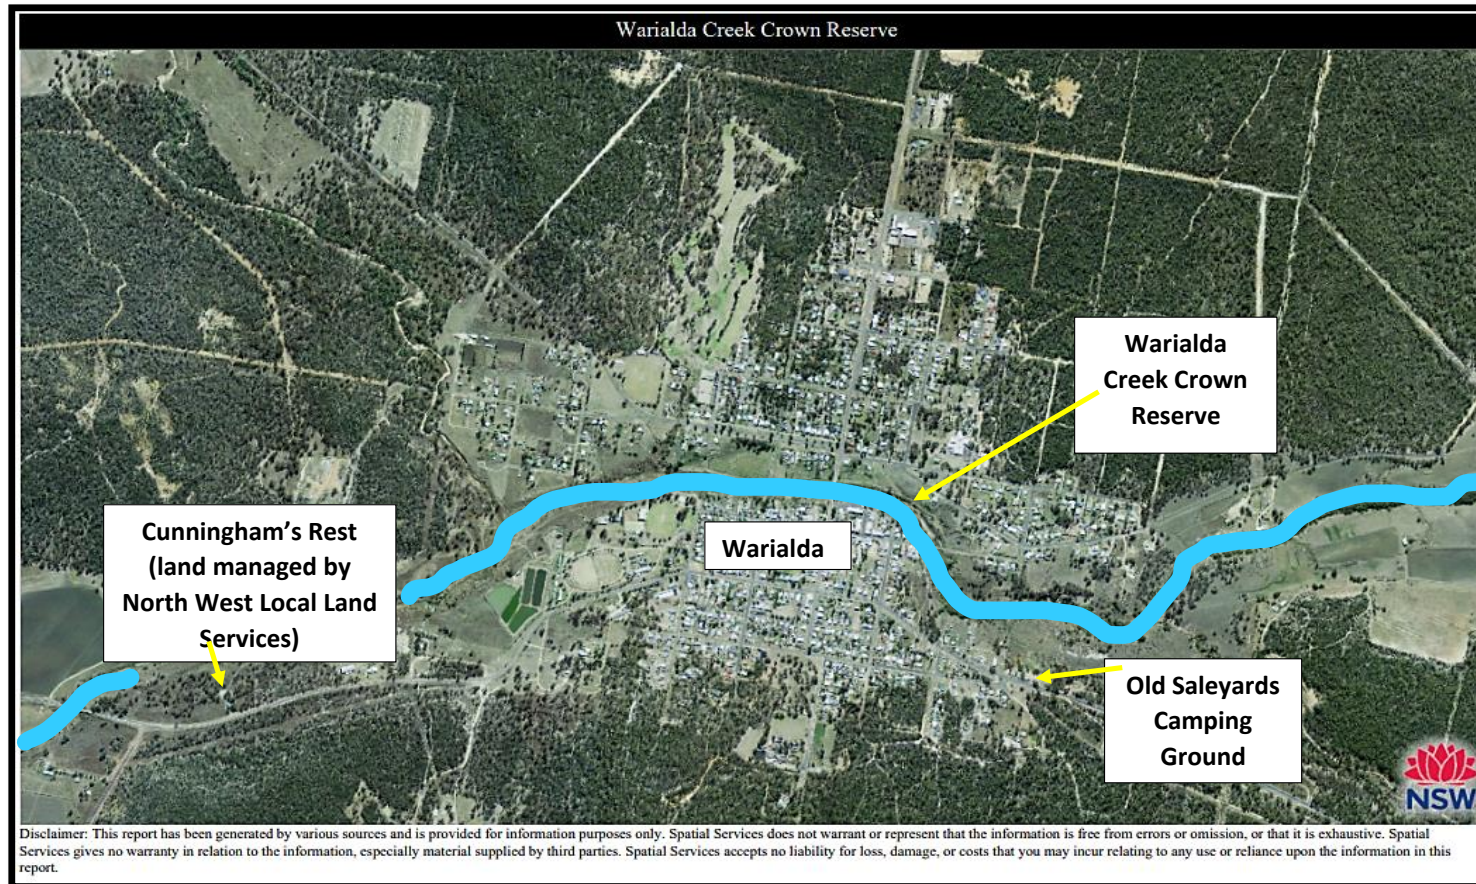 Warialda Creek Crown Reserve
Warialda
Creek Crown
Reserve
Cunningham’s Rest
(land managed by
North West Local Land
Services)
Warialda
Old Saleyards
Camping
Ground
NSW
Disclaimer: This report has been generated by various sources and is provided for information purposes only. Spatial Services does not warrant or represent that the information is free from errors or omission, or that it is exhaustive. Spatial
Services gives no warranty in relation to the information, especially material supplied by third parties. Spatial Services accepts no liability for loss, damage, or costs that you may incur relating to any use or reliance upon the information in this
report.